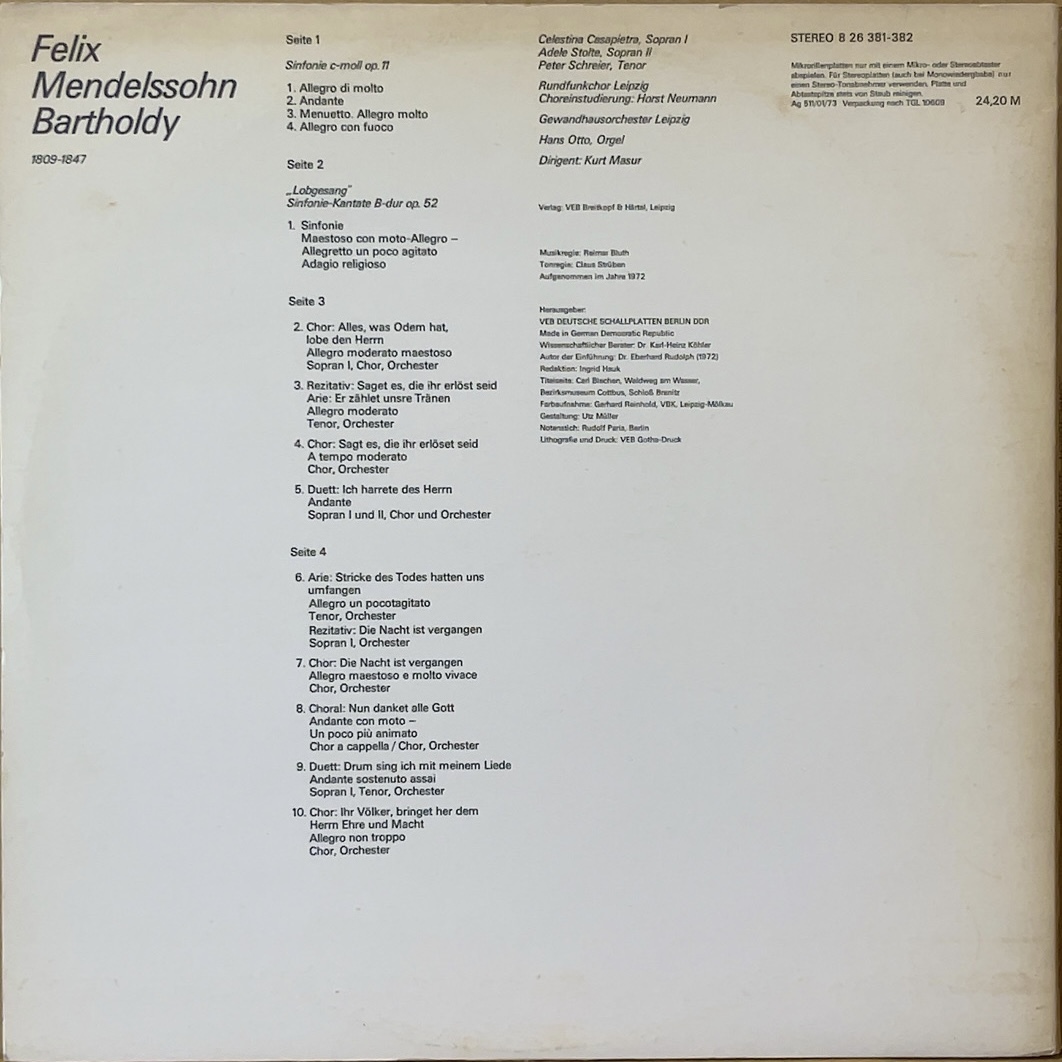 Felix
Mendelssohn
Bartholdy
1809-1847
Seite 1
Sinfonie c-moll op. 11
1. Allegro di molto
2. Andante
3. Menuetto. Allegro molto
4. Allegro con fuoco
Seite 2
„Lobgesang"
Sinfonie-Kantate B-dur op. 52
1. Sinfonie
Maestoso con moto-Allegro –
Allegretto un poco agitato
Adagio religioso
Seite 3
2. Chor: Alles, was Odem hat,
lobe den Herrn
Allegro moderato maestoso
Sopran I, Chor, Orchester
3. Rezitativ: Saget es, die ihr erlöst seid
Arie: Er zählet unsre Tränen
Allegro moderato
Tenor, Orchester
4. Chor: Sagt es, die ihr erlöset seid
A tempo moderato
Chor, Orchester
5. Duett: Ich harrete des Herrn
Andante
Sopran I und II, Chor und Orchester
Seite 4
6. Arie: Stricke des Todes hatten uns
umfangen
Allegro un pocotagitato
Tenor, Orchester
Rezitativ: Die Nacht ist vergangen
Sopran I, Orchester
7. Chor: Die Nacht ist vergangen
Allegro maestoso e molto vivace
Chor, Orchester
8. Choral: Nun danket alle Gott
Andante con moto –
Un poco più animato
Chor a cappella / Chor, Orchester
9. Duett: Drum sing ich mit meinem Liede
Andante sostenuto assai
Sopran I, Tenor, Orchester
10. Chor: Ihr Völker, bringet her dem
Herrn Ehre und Macht
Allegro non troppo
Chor, Orchester
Celestina Casapietra, Sopran I
Adele Stolte, Sopran II
Peter Schreier, Tenor
Rundfunkchor Leipzig
Choreinstudierung: Horst Neumann
Gewandhausorchester Leipzig
Hans Otto, Orgel
Dirigent: Kurt Masur
Verlag: VEB Breitkopf & Härtel, Leipzig
Musikregie: Reimar Bluth
Tonregie: Claus Strüben
Aufgenommen im Jahre 1972
Herausgeber:
VEB DEUTSCHE SCHALLPLATTEN BERLIN DDR
Made in German Democratic Republic
Wissenschaftlicher Berater: Dr. Karl-Heinz Köhler
Autor der Einführung: Dr. Eberhard Rudolph (1972)
Redaktion: Ingrid Hauk
Titelseite: Carl Blechen, Waldweg am Wasser,
Bezirksmuseum Cottbus, Schloß Branitz
Farbaufnahme: Gerhard Reinhold, VBK, Leipzig-Mölkau
Gestaltung: Utz Müller
Notenstich: Rudolf Paris, Berlin
Lithografie und Druck: VEB Gotha-Druck
STEREO 8 26 381-382
Mikrorillenplatten nur mit einem Mikro- oder Stereoabtaster
abspielen. Für Stereoplatten (auch bei Monowiedergabe) nur
einen Stereo-Tonabnehmer verwenden. Platte und
Abtastspitze stets von Staub reinigen.
Ag 511/01/73 Verpackung nach TGL 10609
24,20 M